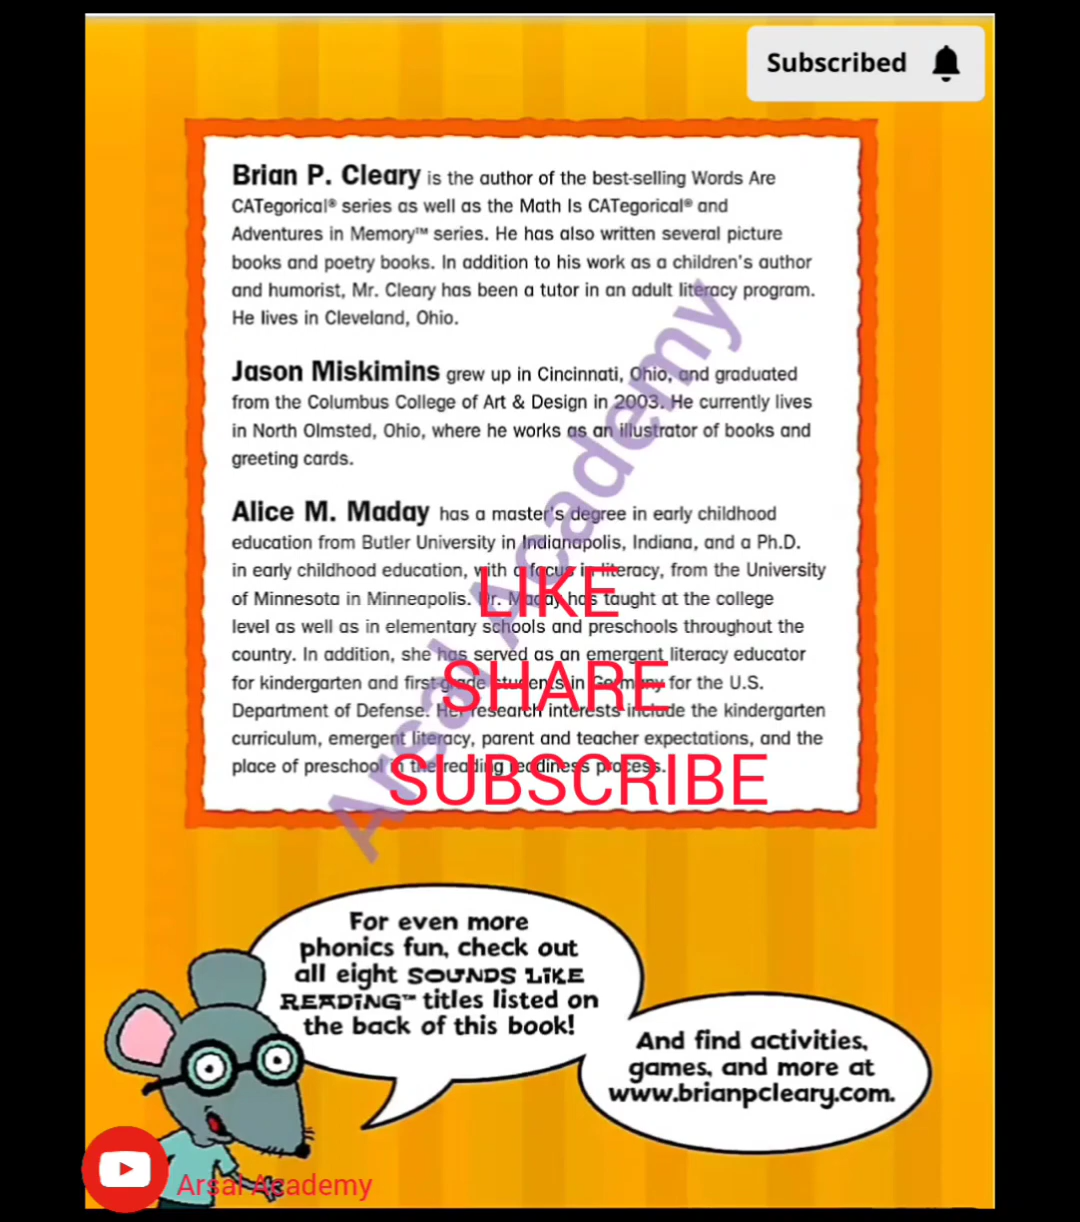 Subscribed
Brian P. Cleary is the author of the best-selling Words Are
CATegorical® series as well as the Math Is CATegorical® and
Adventures in Memory™ series. He has also written several picture
books and poetry books. In addition to his work as a children's author
and humorist, Mr. Cleary has been a tutor in an adult literacy program.
He lives in Cleveland, Ohio.
Jason Miskimins grew up in Cincinnati, Ohio, and graduated
from the Columbus College of Art & Design in 2003. He currently lives
in North Olmsted, Ohio, where he works as an illustrator of books and
greeting cards.
Alice M. Maday has a master's degree in early childhood
education from Butler University in Indianapolis, Indiana, and a Ph.D.
in early childhood education, with a focus in literacy, from the University
of Minnesota in Minneapolis. Dr. Maday has taught at the college
level as well as in elementary schools and preschools throughout the
country. In addition, she has served as an emergent literacy educator
for kindergarten and first-grade students in Germany for the U.S.
Department of Defense. Her research interests include the kindergarten
curriculum, emergent literacy, parent and teacher expectations, and the
place of preschool in the reading readiness process.
Arsal Academy
LIKE
SHARE
SUBSCRIBE
For even more
phonics fun, check out
all eight SOUNDS LIKE
READING™ titles listed on
the back of this book!
And find activities,
games, and more at
www.brianpcleary.com.
Arsal Academy